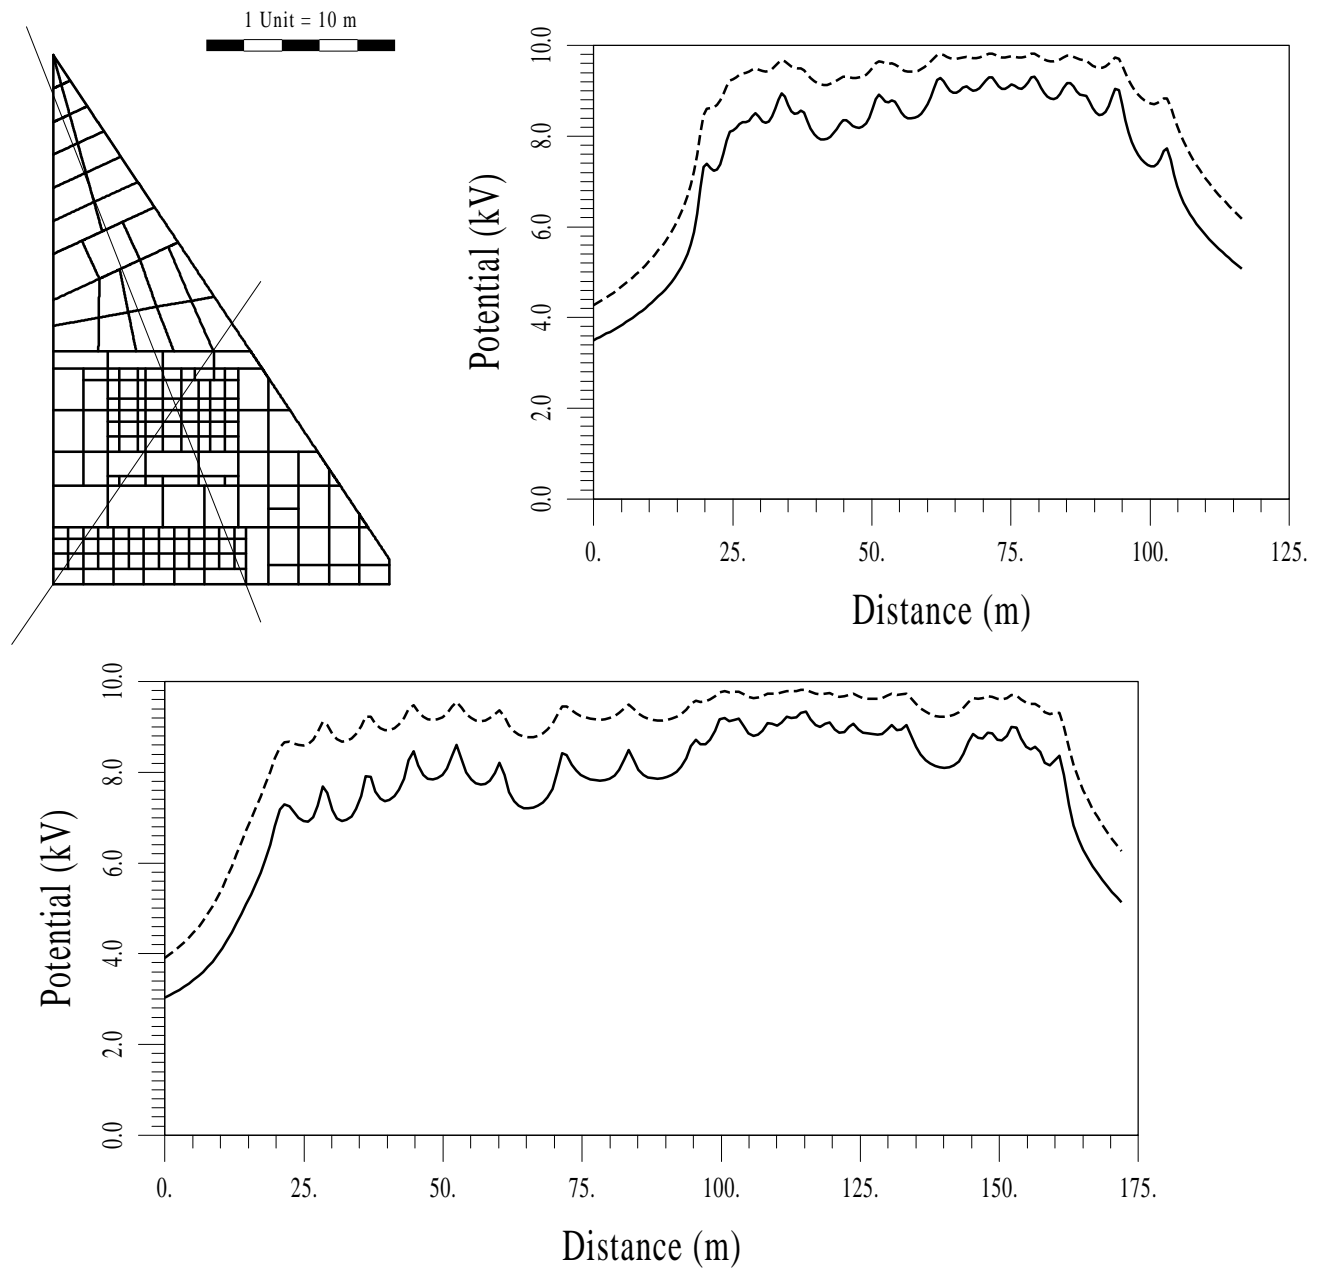 1 Unit = 10 m
Potential (kV)
10.0
8.0
6.0
4.0
2.0
0.0
0. 25. 50. 75. 100. 125.
Distance (m)
Potential (kV)
10.0
8.0
6.0
4.0
2.0
0.0
0. 25. 50. 75. 100. 125. 150. 175.
Distance (m)